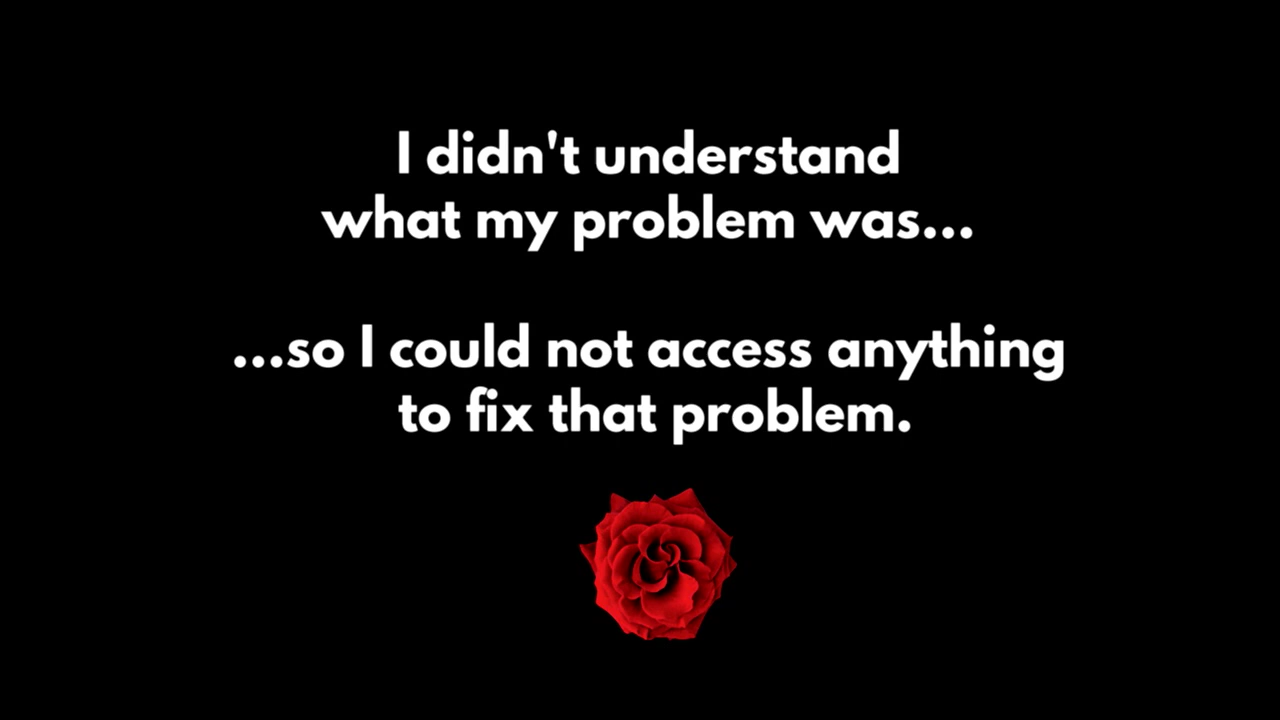 I didn't understand
what my problem was...
...so I could not access anything
to fix that problem.